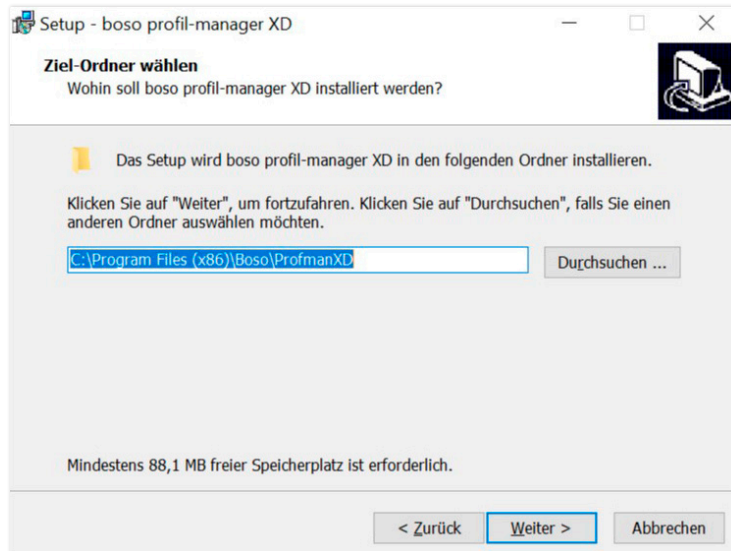 Setup - boso profil-manager XD
Ziel-Ordner wählen
Wohin soll boso profil-manager XD installiert werden?
Das Setup wird boso profil-manager XD in den folgenden Ordner installieren.
Klicken Sie auf "Weiter", um fortzufahren. Klicken Sie auf "Durchsuchen", falls Sie einen
anderen Ordner auswählen möchten.
C:\Program Files (x86)\Boso\ProfmanXD
Durchsuchen ...
Mindestens 88,1 MB freier Speicherplatz ist erforderlich.
< Zurück
Weiter >
Abbrechen